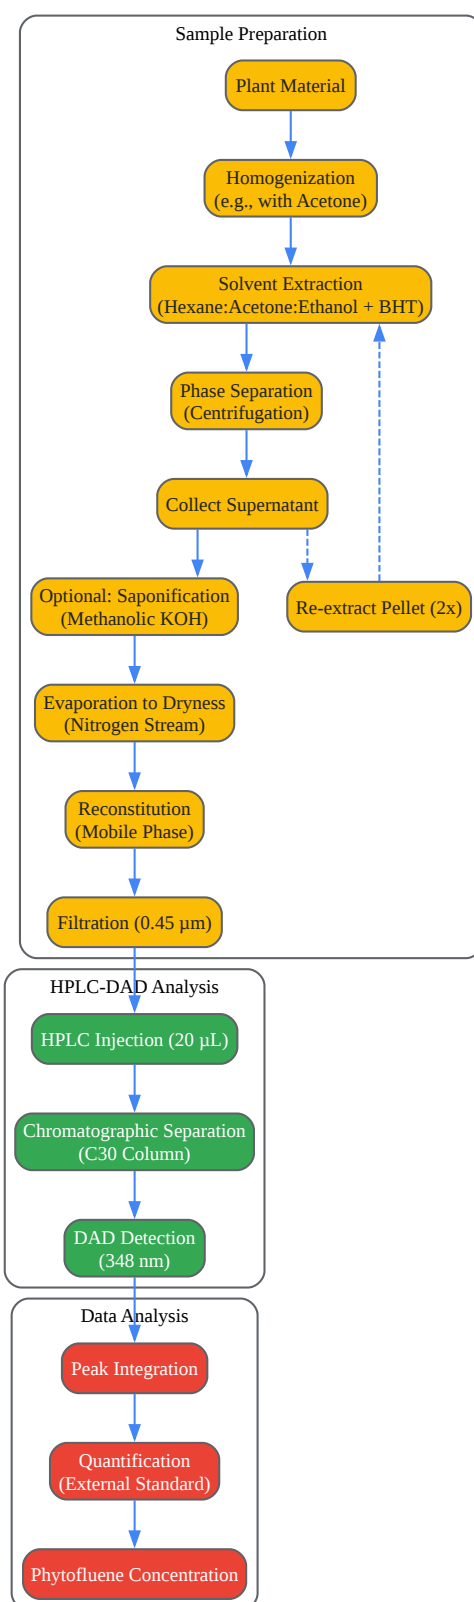 Sample Preparation
Plant Material
Homogenization
(e.g., with Acetone)
Solvent Extraction
(Hexane:Acetone:Ethanol + BHT)
Phase Separation
(Centrifugation)
Collect Supernatant
Optional: Saponification
(Methanolic KOH)
Re-extract Pellet (2x)
Evaporation to Dryness
(Nitrogen Stream)
Reconstitution
(Mobile Phase)
Filtration (0.45 µm)
HPLC-DAD Analysis
HPLC Injection (20 µL)
Chromatographic Separation
(C30 Column)
DAD Detection
(348 nm)
Data Analysis
Peak Integration
Quantification
(External Standard)
Phytofluene Concentration